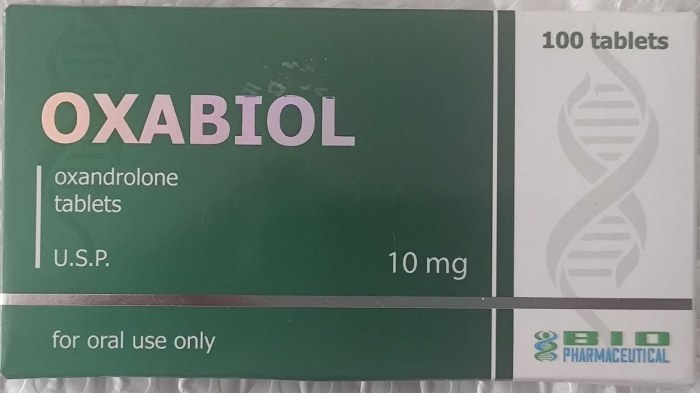 100 tablets
OXABIOL
oxandrolone
tablets
U.S.P.
10 mg
for oral use only
BIO
PHARMACEUTICAL